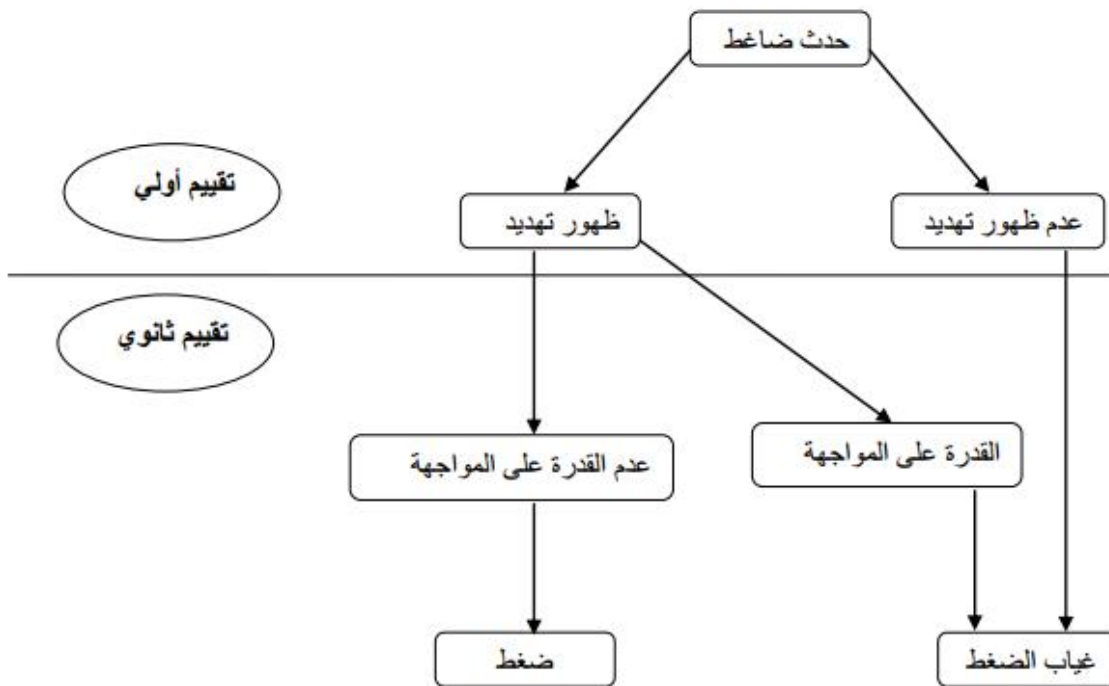 حدث ضاغط
تقييم أولي
عدم ظهور تهديد
ظهور تهديد
تقييم ثانوي
القدرة على المواجهة
عدم القدرة على المواجهة
غياب الضغط
ضغط